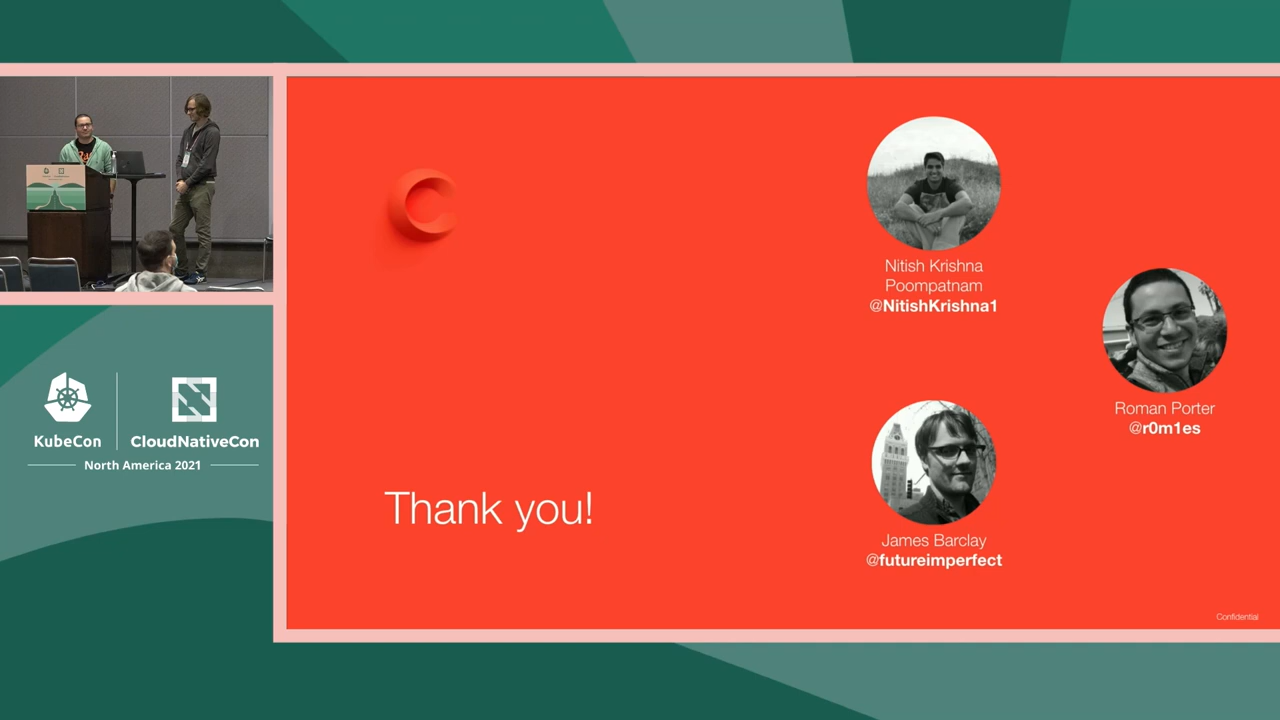 KubeCon
CloudNativeCon
North America 2021
Thank you!
Nitish Krishna
Poompatnam
@NitishKrishna1
Roman Porter
@r0m1es
James Barclay
@futureimperfect
Confidential